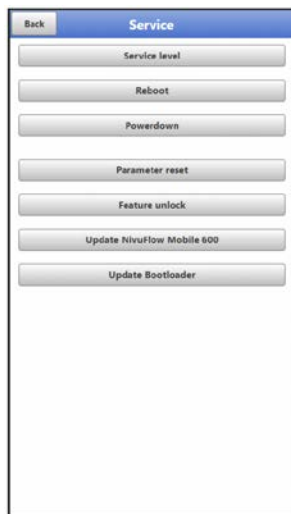 Back
Service
Service level
Reboot
Powerdown
Parameter reset
Feature unlock
Update NivuFlow Mobile 600
Update Bootloader